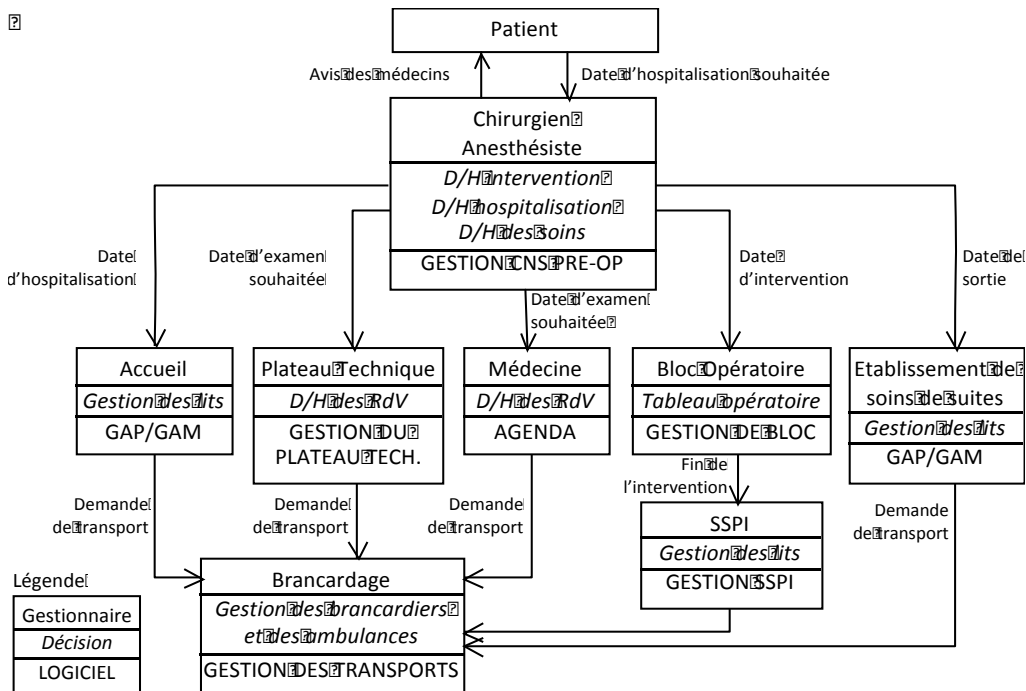 Patient
Avis des médecins
Date d'hospitalisation souhaitée
Chirurgien
Anesthésiste
D/H intervention
D/H hospitalisation
D/H des soins
GESTION CNS PRE-OP
Date
d'hospitalisation
Date d'examen
souhaitée
Date d'examen
souhaitée
Date
d'intervention
Date de
sortie
Accueil
Gestion des lits
GAP/GAM
Plateau Technique
D/H des RdV
GESTION DU
PLATEAU TECH.
Médecine
D/H des RdV
AGENDA
Bloc Opératoire
Tableau opératoire
GESTION DE BLOC
Etablissement de
soins de suites
Gestion des lits
GAP/GAM
Demande
de transport
Demande
de transport
Demande
de transport
Fin de
l'intervention
Demande
de transport
SSPI
Gestion des lits
GESTION SSPI
Brancardage
Gestion des brancardiers
et des ambulances
GESTION DES TRANSPORTS
Légende
Gestionnaire
Décision
LOGICIEL